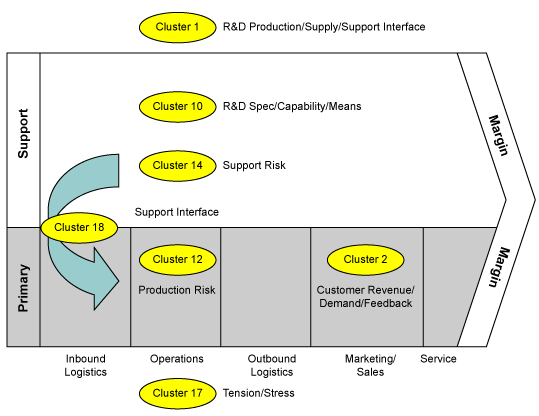 Cluster 1
R&D Production/Supply/Support Interface
Support
Margin
Cluster 10
R&D Spec/Capability/Means
Cluster 14
Support Risk
Support Interface
Cluster 18
Primary
Margin
Cluster 12
Production Risk
Cluster 2
Customer Revenue/
Demand/Feedback
Inbound
Logistics
Operations
Outbound
Logistics
Marketing/
Sales
Service
Cluster 17
Tension/Stress